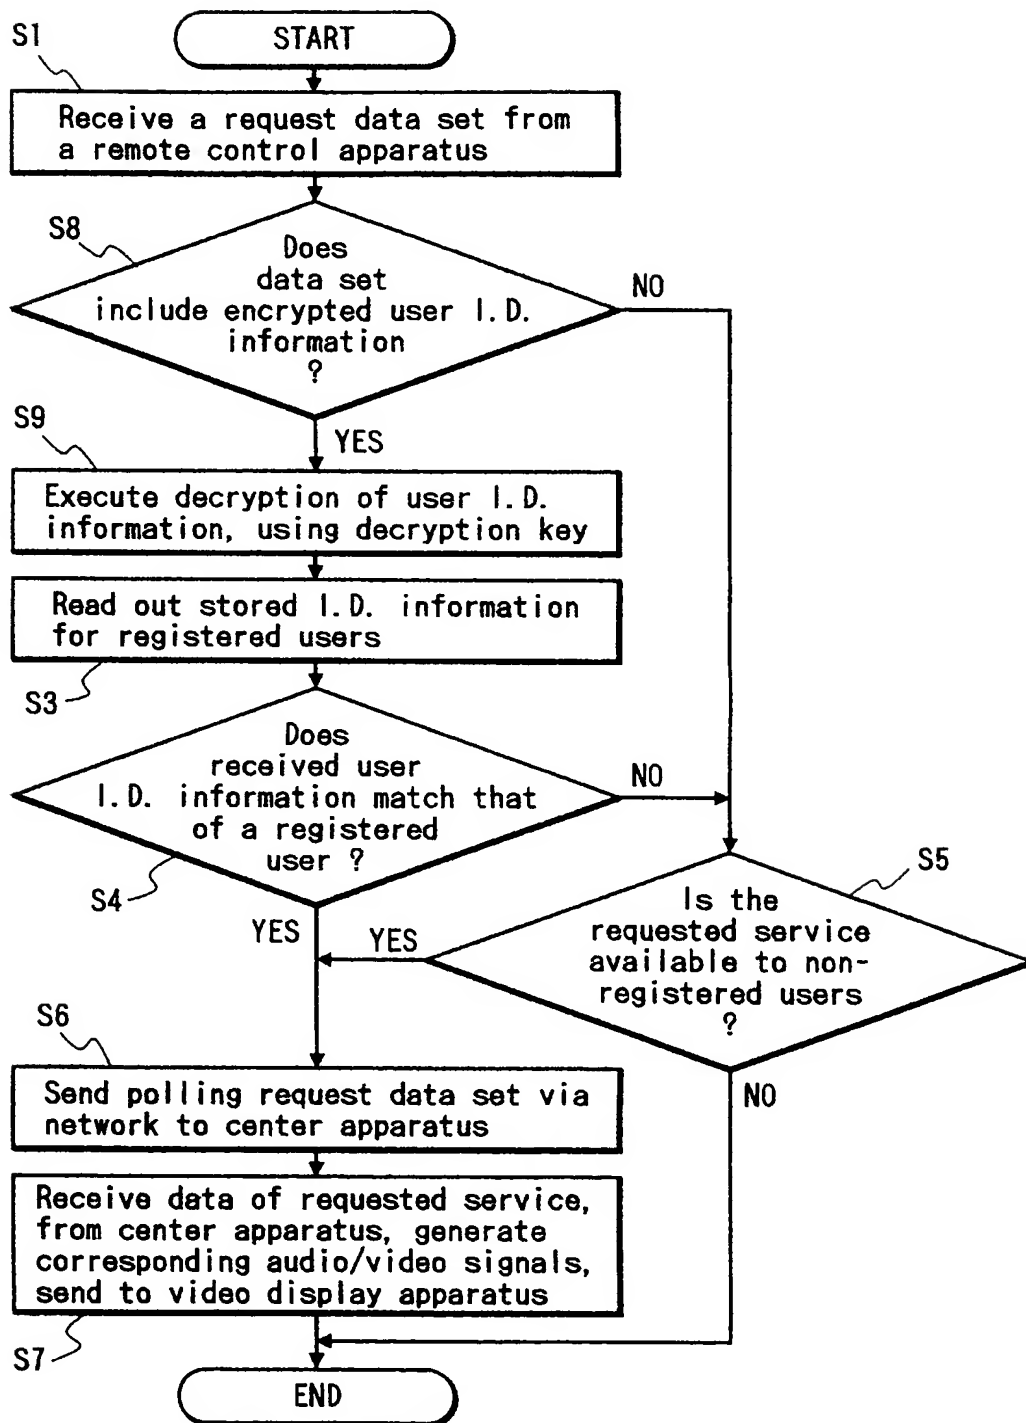 START
S1
Receive a request data set from
a remote control apparatus
S8
Does
data set
include encrypted user I.D.
information
?
NO
YES
S9
Execute decryption of user I.D.
information, using decryption key
Read out stored I.D. information
for registered users
S3
Does
received user
I.D. information match that
of a registered
user ?
NO
S4
YES
S5
Is the
requested service
available to non-
registered users
?
YES
NO
S6
Send polling request data set via
network to center apparatus
Receive data of requested service,
from center apparatus, generate
corresponding audio/video signals,
send to video display apparatus
S7
END